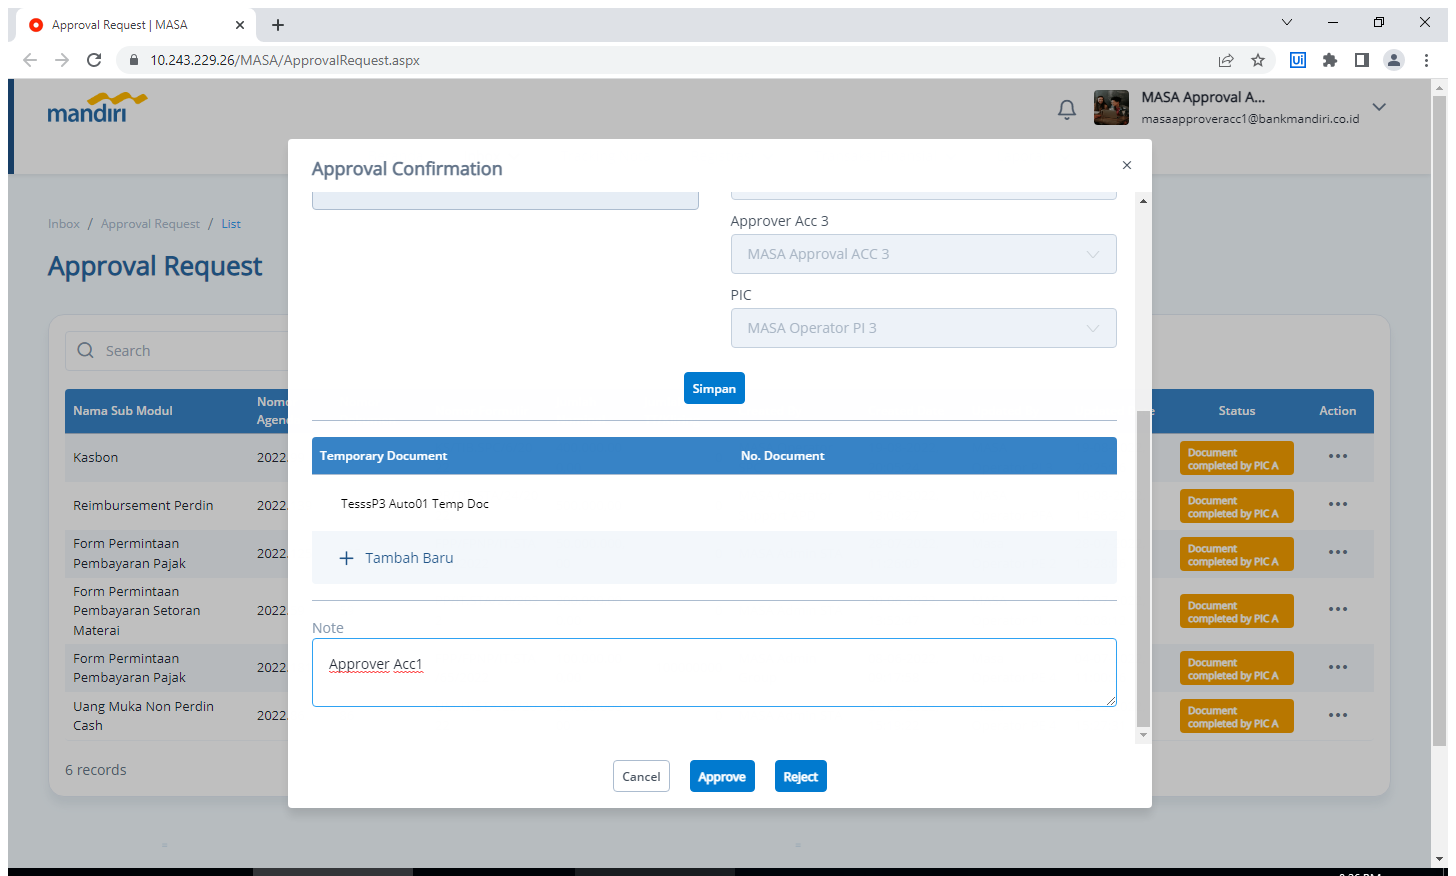 Approval Request | MASA
10.243.229.26/MASA/ApprovalRequest.aspx
mandiri
MASA Approval A...
masaapproveracc1@bankmandiri.co.id
Inbox / Approval Request / List
Approval Request
Search
Nama Sub Modul
Status
Action
Kasbon
2022.
Document
completed by PIC A
Reimbursement Perdin
2022.
Document
completed by PIC A
Form Permintaan
Pembayaran Pajak
2022.
Document
completed by PIC A
Form Permintaan
Pembayaran Setoran
Materai
2022.
Document
completed by PIC A
Form Permintaan
Pembayaran Pajak
2022.
Document
completed by PIC A
Uang Muka Non Perdin
Cash
2022.
Document
completed by PIC A
6 records
Approval Confirmation
Approver Acc 3
MASA Approval ACC 3
PIC
MASA Operator PI 3
Simpan
Temporary Document
No. Document
TesssP3 Auto01 Temp Doc
+ Tambah Baru
Note
Approver Acc1
Cancel
Approve
Reject